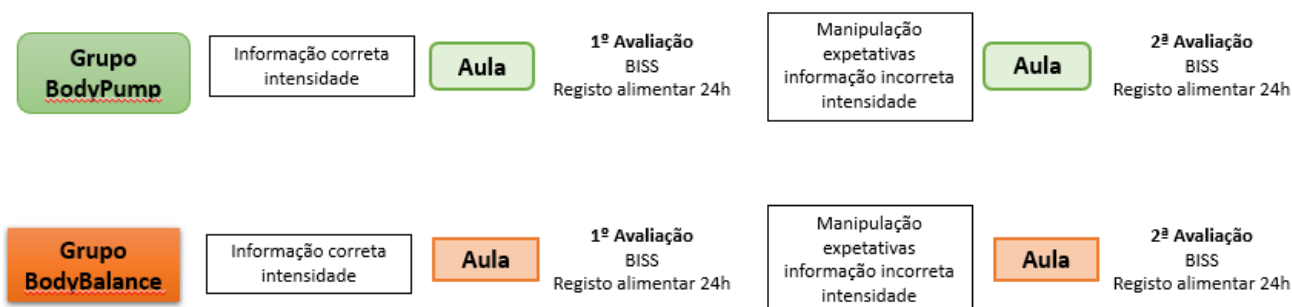 Grupo
BodyPump
Informação correta
intensidade
Aula
1º Avaliação
BISS
Registo alimentar 24h
Manipulação
expetativas
informação incorreta
intensidade
Aula
2ª Avaliação
BISS
Registo alimentar 24h
Grupo
BodyBalance
Informação correta
intensidade
Aula
1º Avaliação
BISS
Registo alimentar 24h
Manipulação
expetativas
informação incorreta
intensidade
Aula
2ª Avaliação
BISS
Registo alimentar 24h